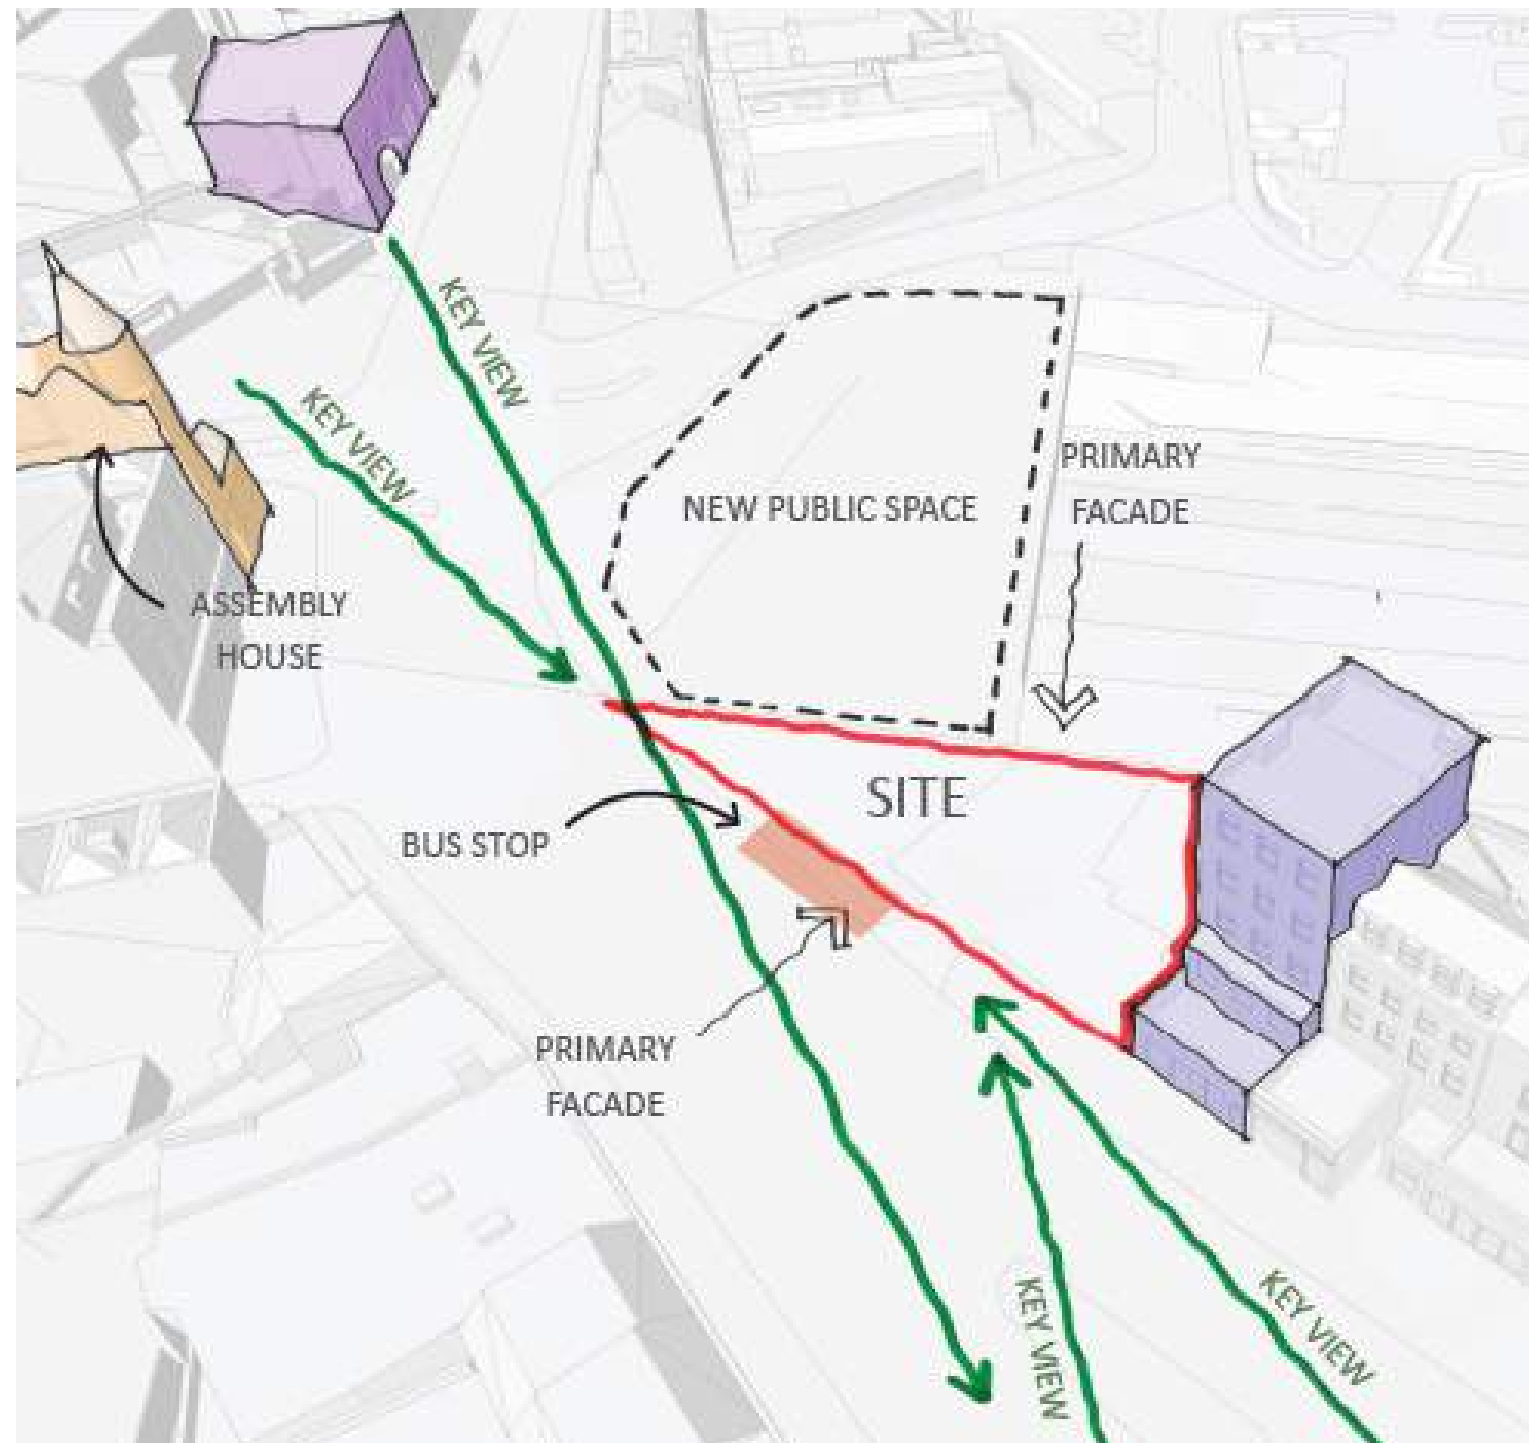 KEY VIEW
KEY VIEW
PRIMARY
FACADE
NEW PUBLIC SPACE
ASSEMBLY
HOUSE
SITE
BUS STOP
PRIMARY
FACADE
KEY VIEW
KEY VIEW